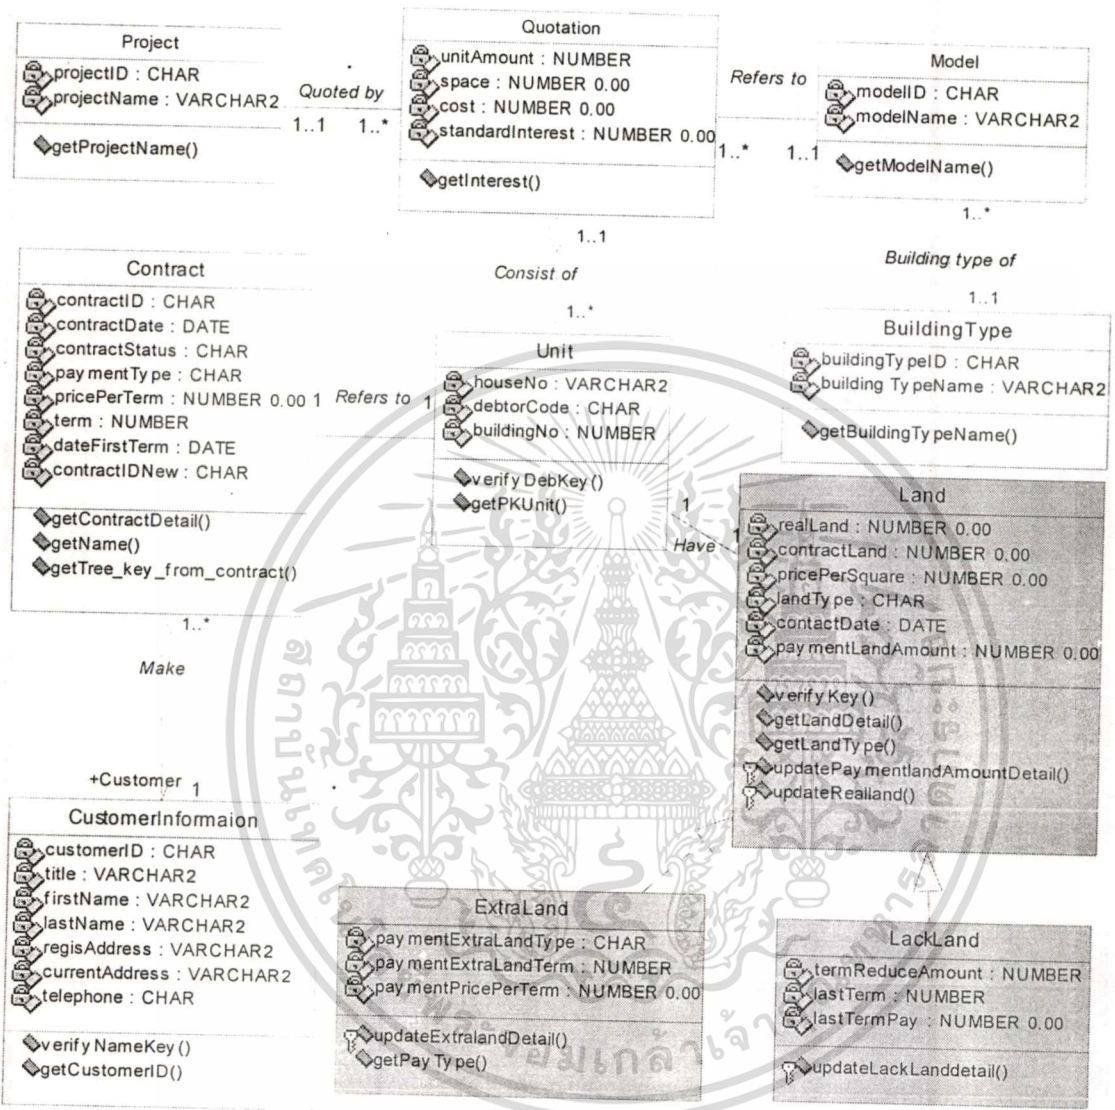 Project
projectID : CHAR
projectName : VARCHAR2
getProjectName()
Quoted by
1..1 1..*
Quotation
unitAmount : NUMBER
space : NUMBER 0.00
cost : NUMBER 0.00
standardInterest : NUMBER 0.00
getInterest()
Refers to
1..* 1..1
Model
modelID : CHAR
modelName : VARCHAR2
getModelName()
1..*
Building type of
1..1
1..1
Consist of
1..*
Contract
contractID : CHAR
contractDate : DATE
contractStatus : CHAR
paymentType : CHAR
pricePerTerm : NUMBER 0.00
term : NUMBER
dateFirstTerm : DATE
contractIDNew : CHAR
getContractDetail()
getName()
getTree_key_from_contract()
1 Refers to 1
Unit
houseNo : VARCHAR2
debtorCode : CHAR
buildingNo : NUMBER
verifyDebKey()
getPKUnit()
BuildingType
buildingTypeID : CHAR
building TypeName : VARCHAR2
getBuildingTypeName()
1
Have
1
Land
realLand : NUMBER 0.00
contractLand : NUMBER 0.00
pricePerSquare : NUMBER 0.00
landType : CHAR
contactDate : DATE
paymentLandAmount : NUMBER 0.00
verifyKey()
getLandDetail()
getLandType()
updatePaymentlandAmountDetail()
updateRealland()
1..*
Make
+Customer 1
CustomerInformaion
customerID : CHAR
title : VARCHAR2
firstName : VARCHAR2
lastName : VARCHAR2
regisAddress : VARCHAR2
currentAddress : VARCHAR2
telephone : CHAR
verifyNameKey()
getCustomerID()
ExtraLand
paymentExtraLandType : CHAR
paymentExtraLandTerm : NUMBER
paymentPricePerTerm : NUMBER 0.00
updateExtralandDetail()
getPayType()
LackLand
termReduceAmount : NUMBER
lastTerm : NUMBER
lastTermPay : NUMBER 0.00
updateLackLanddetail()